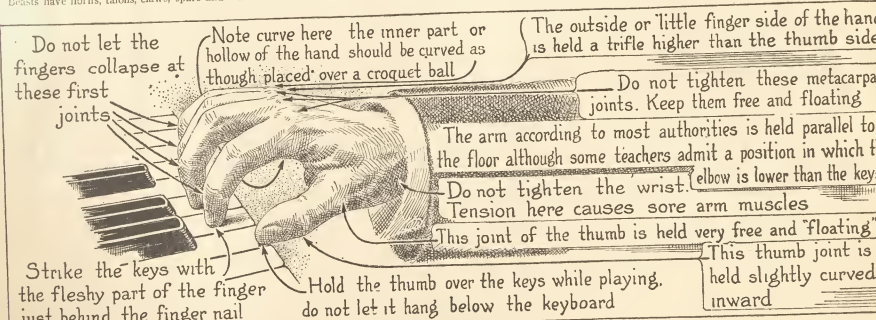 Beasts have horns, talons, claws,
Do not let the
fingers collapse at
these first
joints
Note curve here the inner part or
hollow of the hand should be curved as
though placed over a croquet ball
The outside or little finger side of the hand
is held a trifle higher than the thumb side
Do not tighten these metacarpa
joints. Keep them free and floating
The arm according to most authorities is held parallel to
the floor although some teachers admit a position in which t
elbow is lower than the key
Do not tighten the wrist.
Tension here causes sore arm muscles
This joint of the thumb is held very free and "floating"
This thumb joint is
held slightly curved
inward
Strike the keys with
the fleshy part of the finger
just behind the finger nail
Hold the thumb over the keys while playing,
do not let it hang below the keyboard